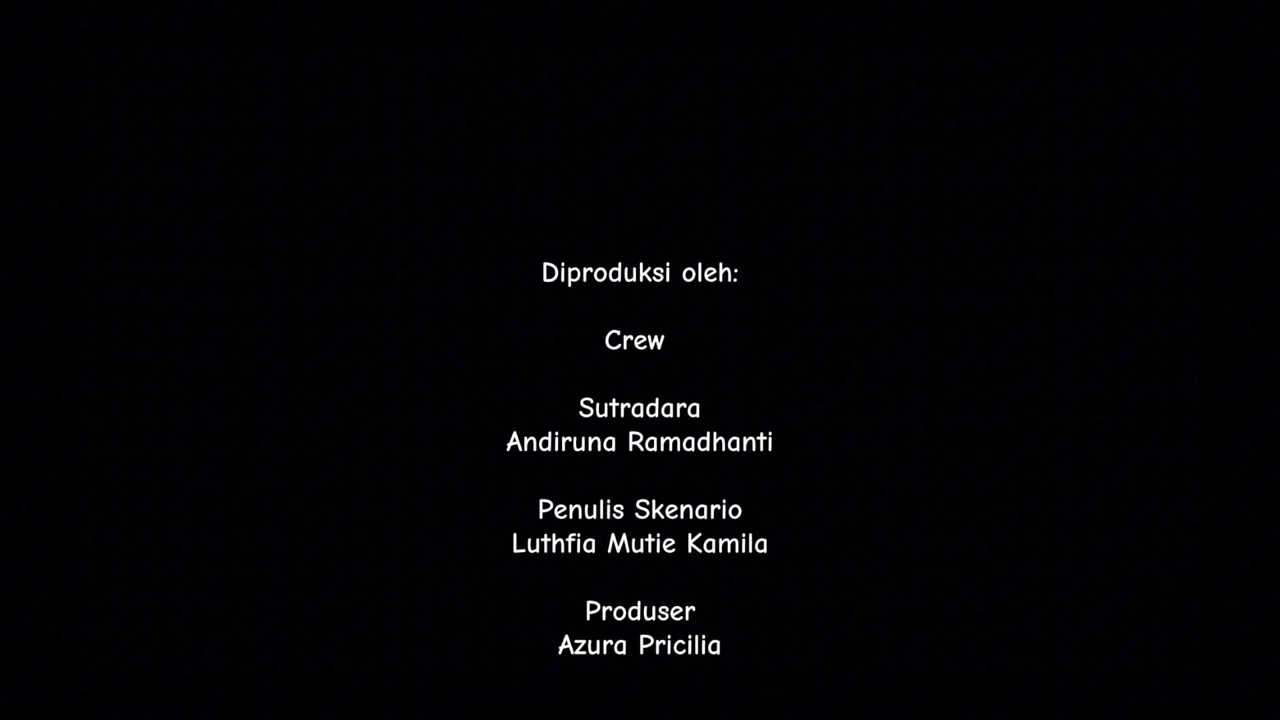 Diproduksi oleh:
Crew
Sutradara
Andiruna Ramadhanti
Penulis Skenario
Luthfia Mutie Kamila
Produser
Azura Pricilia